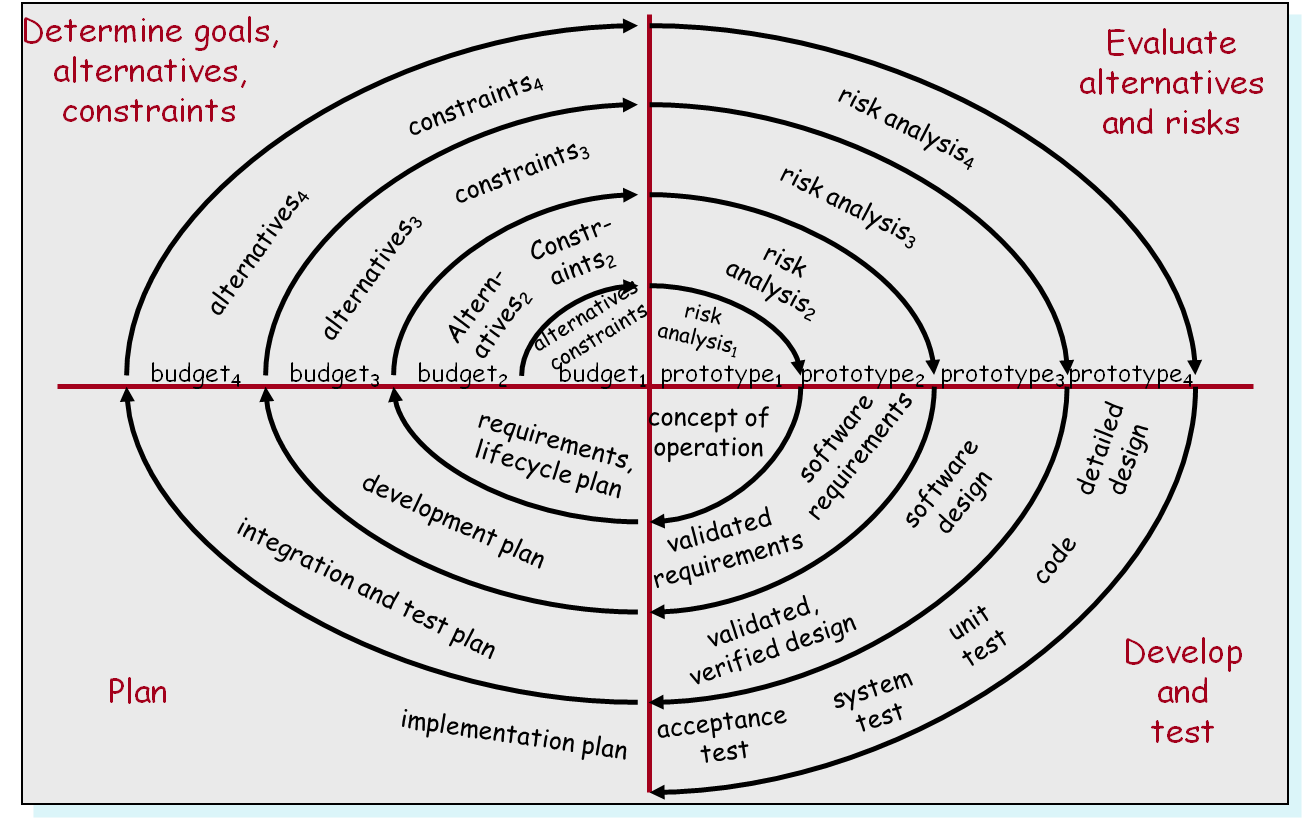 Determine goals,
alternatives,
constraints
Evaluate
alternatives
and risks
constraints4
alternatives4
constraints3
alternatives3
Constr-
aints2
Altern-
atives2
alternatives
constraints
risk analysis4
risk analysis3
risk
analysis2
risk
analysis1
budget4
budget3
budget2
budget1
prototype1
prototype2
prototype3
prototype4
requirements,
lifecycle plan
development plan
integration and test plan
implementation plan
concept of
operation
software
requirements
validated
requirements
software
design
validated,
verified design
detailed
design
code
unit
test
system
test
acceptance
test
Plan
Develop
and
test